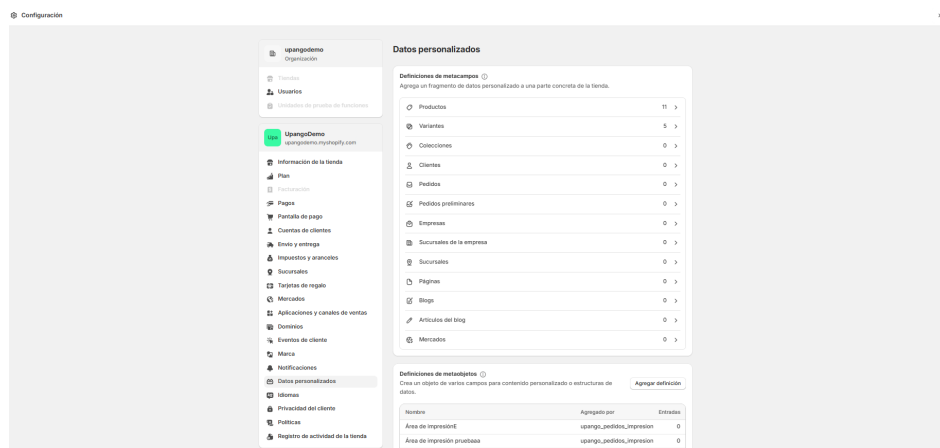 Configuración
upangodemo
Organización
Tiendas
Usuarios
Unidades de prueba de funciones
Upa
UpangoDemo
upangodemo.myshopify.com
Información de la tienda
Plan
Facturación
Pagos
Pantalla de pago
Cuentas de clientes
Envío y entrega
Impuestos y aranceles
Sucursales
Tarjetas de regalo
Mercados
Aplicaciones y canales de ventas
Dominios
Eventos de cliente
Marca
Notificaciones
Datos personalizados
Idiomas
Privacidad del cliente
Políticas
Registro de actividad de la tienda
Datos personalizados
Definiciones de metacampos
Agrega un fragmento de datos personalizado a una parte concreta de la tienda.
Productos 11
Variantes 5
Colecciones 0
Clientes 0
Pedidos 0
Pedidos preliminares 0
Empresas 0
Sucursales de la empresa 0
Sucursales 0
Páginas 0
Blogs 0
Artículos del blog 0
Mercados 0
Definiciones de metaobjetos
Crea un objeto de varios campos para contenido personalizado o estructuras de
datos.
Agregar definición
Nombre Agregado por Entradas
Área de impresiónE upango_pedidos_impresion 0
Área de impresión pruebaaa upango_pedidos_impresion 0